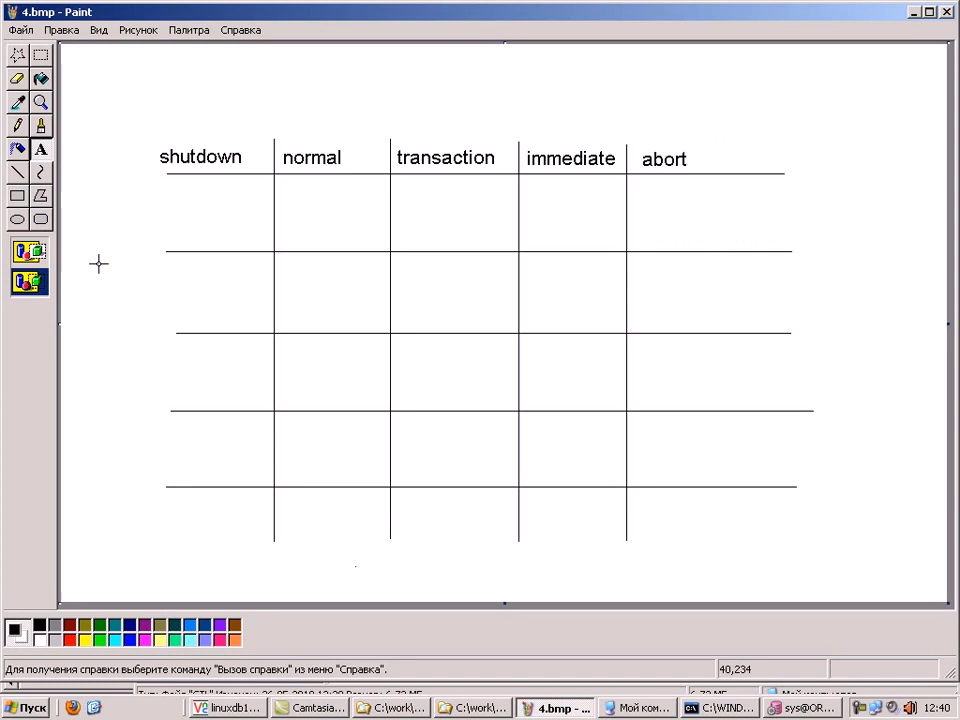 4.bmp - Paint
Файл Правка Вид Рисунок Палитра Справка
shutdown normal transaction immediate abort
Для получения справки выберите команду "Вызов справки" из меню "Справка".
40,234
Пуск
linuxdb1...
Camtasia...
C:\work\...
C:\work\...
4.bmp - ...
Мой ком...
C:\WIND...
sys@OR...
12:40